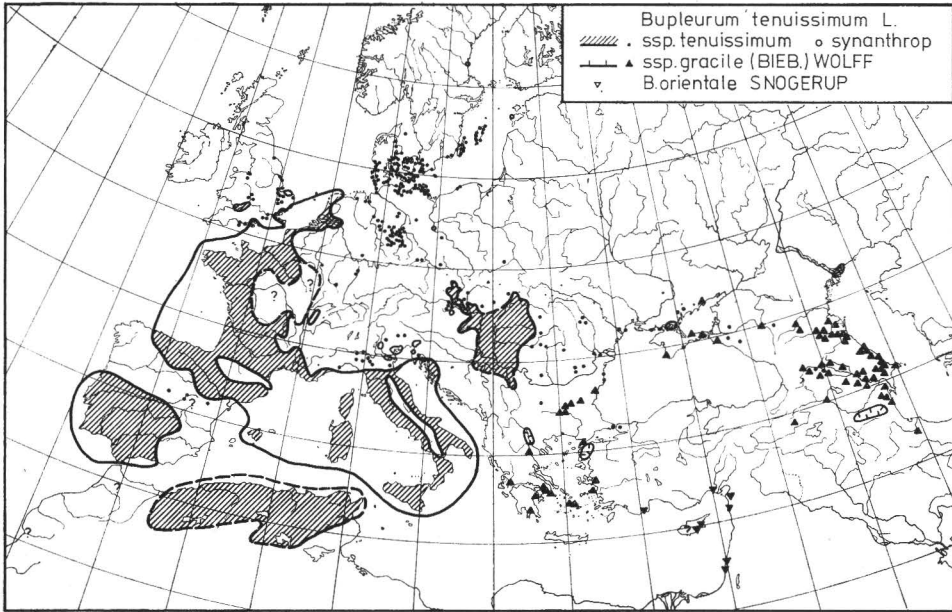 Bupleurum tenuissimum L.
ssp. tenuissimum synanthrop
ssp. gracile (BIEB.) WOLFF
B. orientale SNOGERUP
? ?